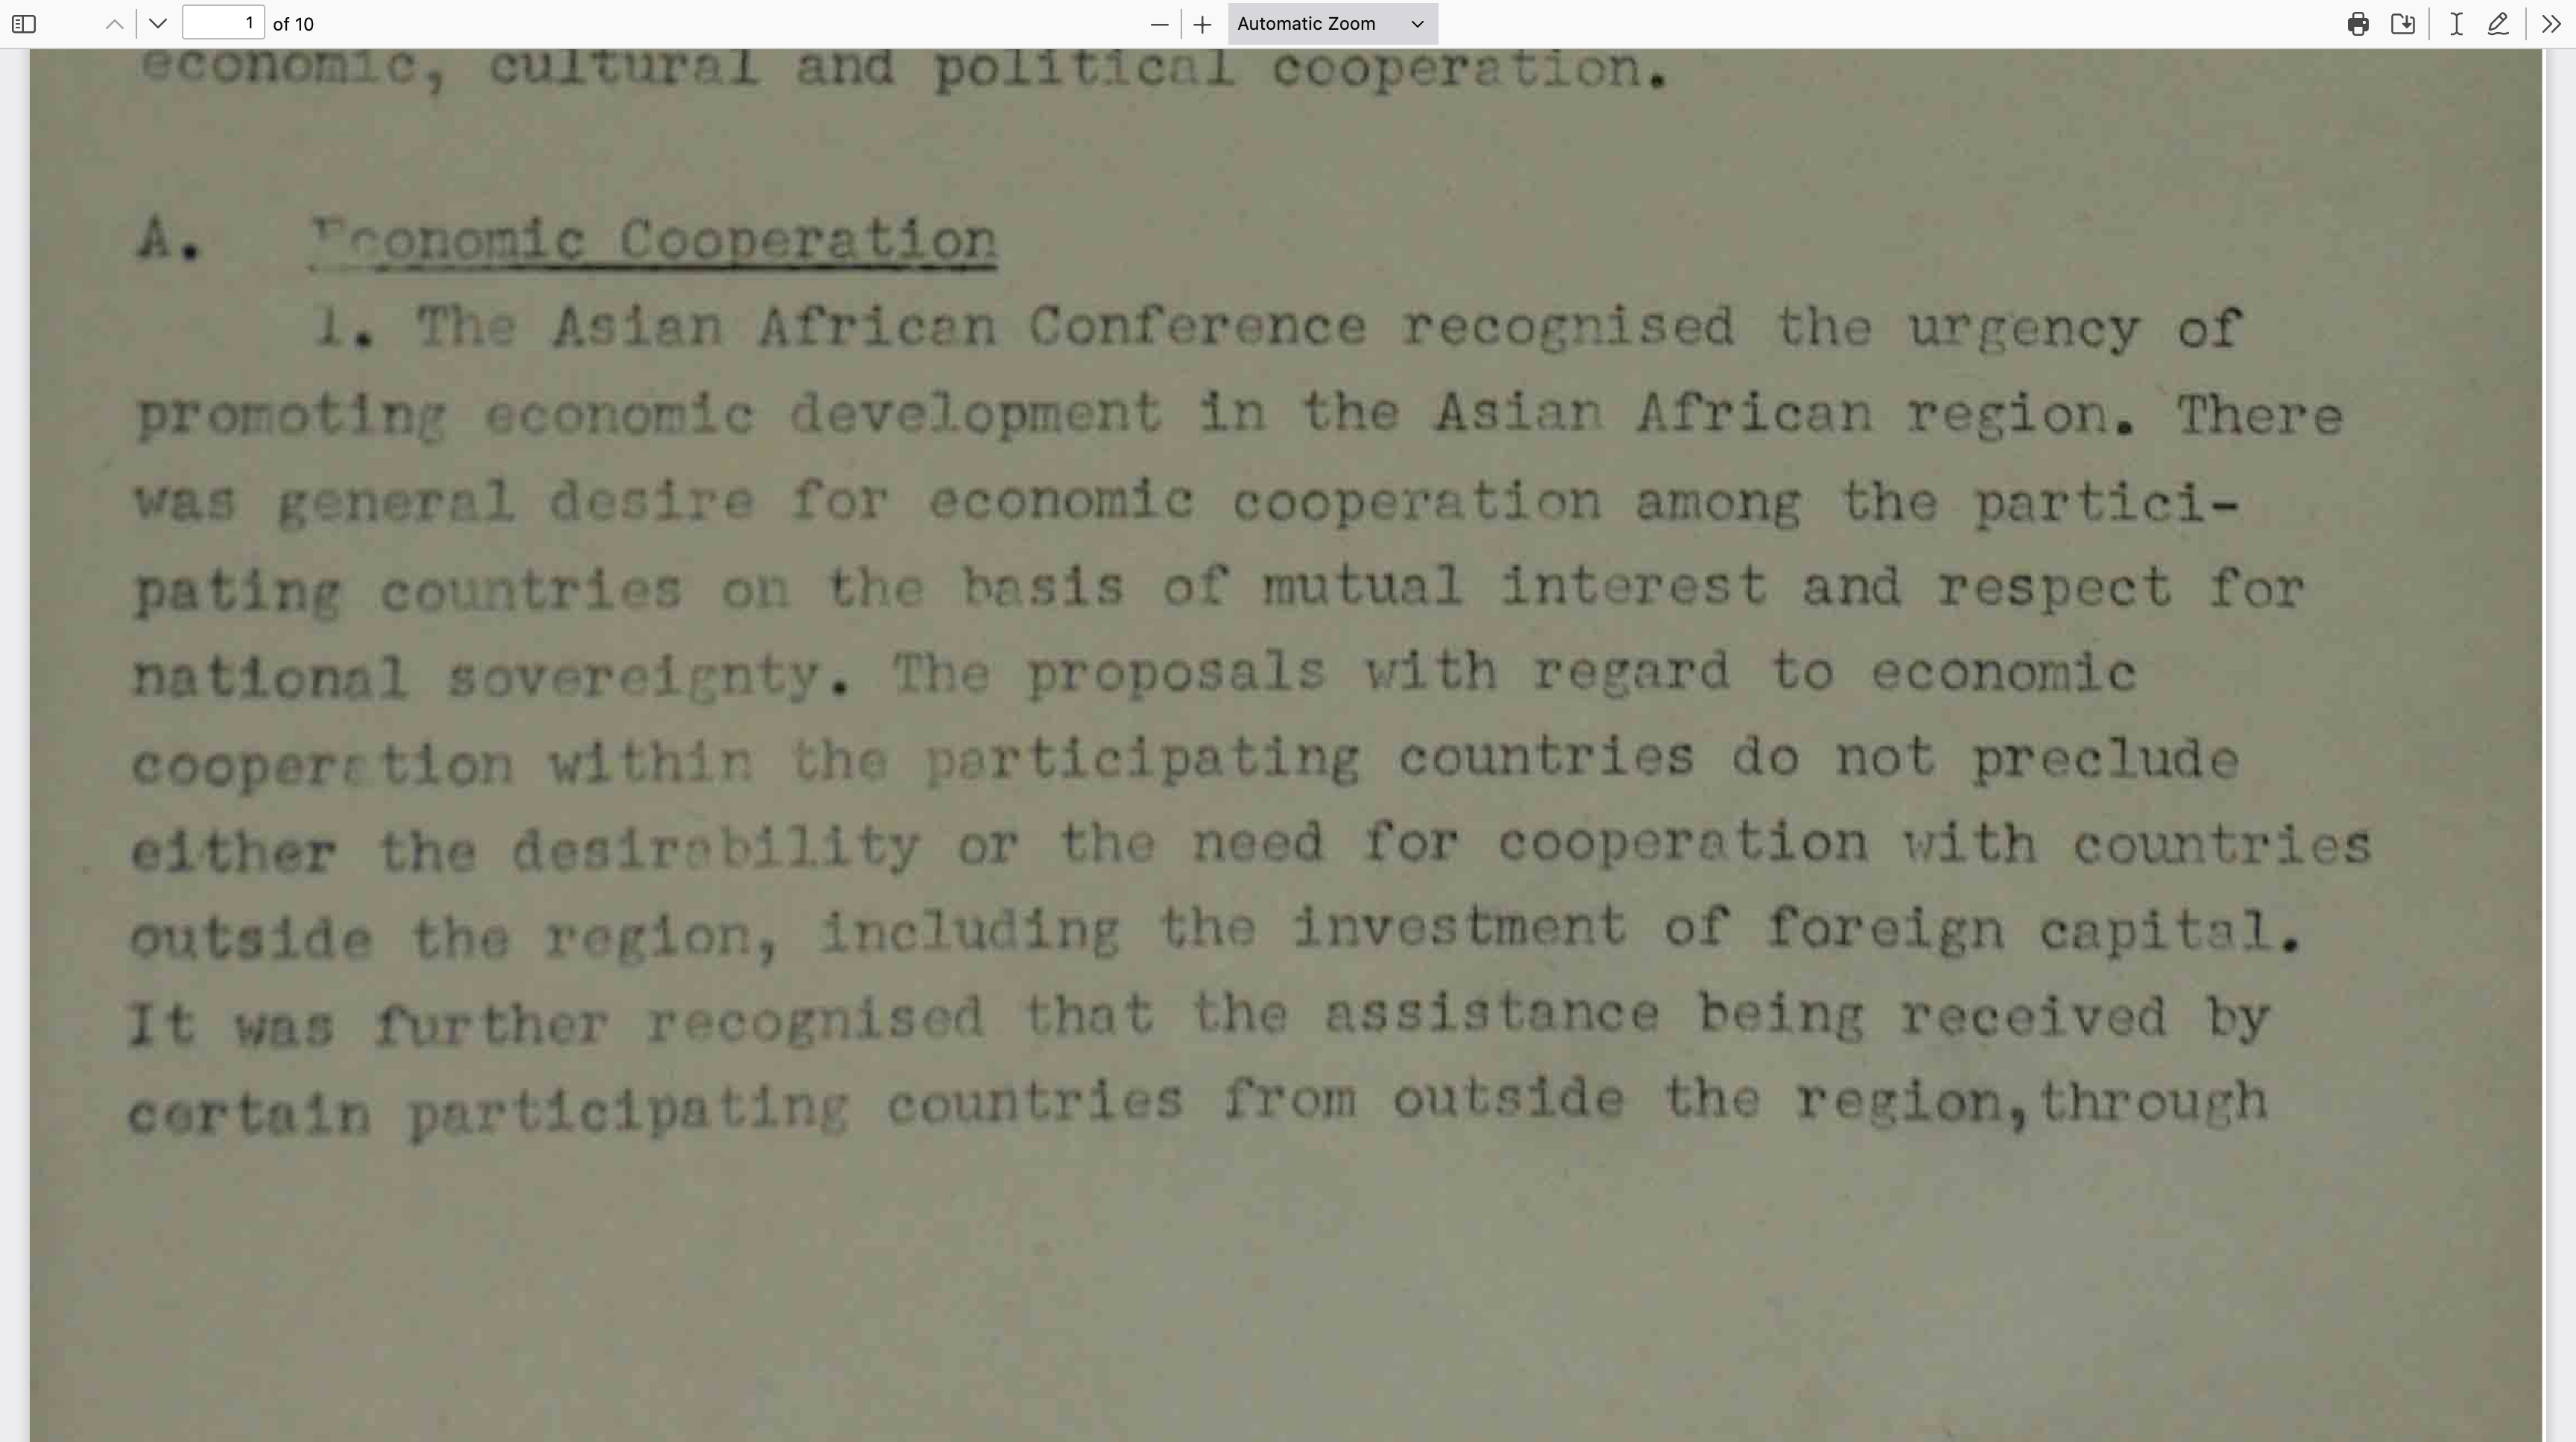 1 of 10 Automatic Zoom
economic, cultural and political cooperation.
A. Economic Cooperation
1. The Asian African Conference recognised the urgency of
promoting economic development in the Asian African region. There
was general desire for economic cooperation among the partici-
pating countries on the basis of mutual interest and respect for
national sovereignty. The proposals with regard to economic
cooperation within the participating countries do not preclude
either the desirability or the need for cooperation with countries
outside the region, including the investment of foreign capital.
It was further recognised that the assistance being received by
certain participating countries from outside the region, through